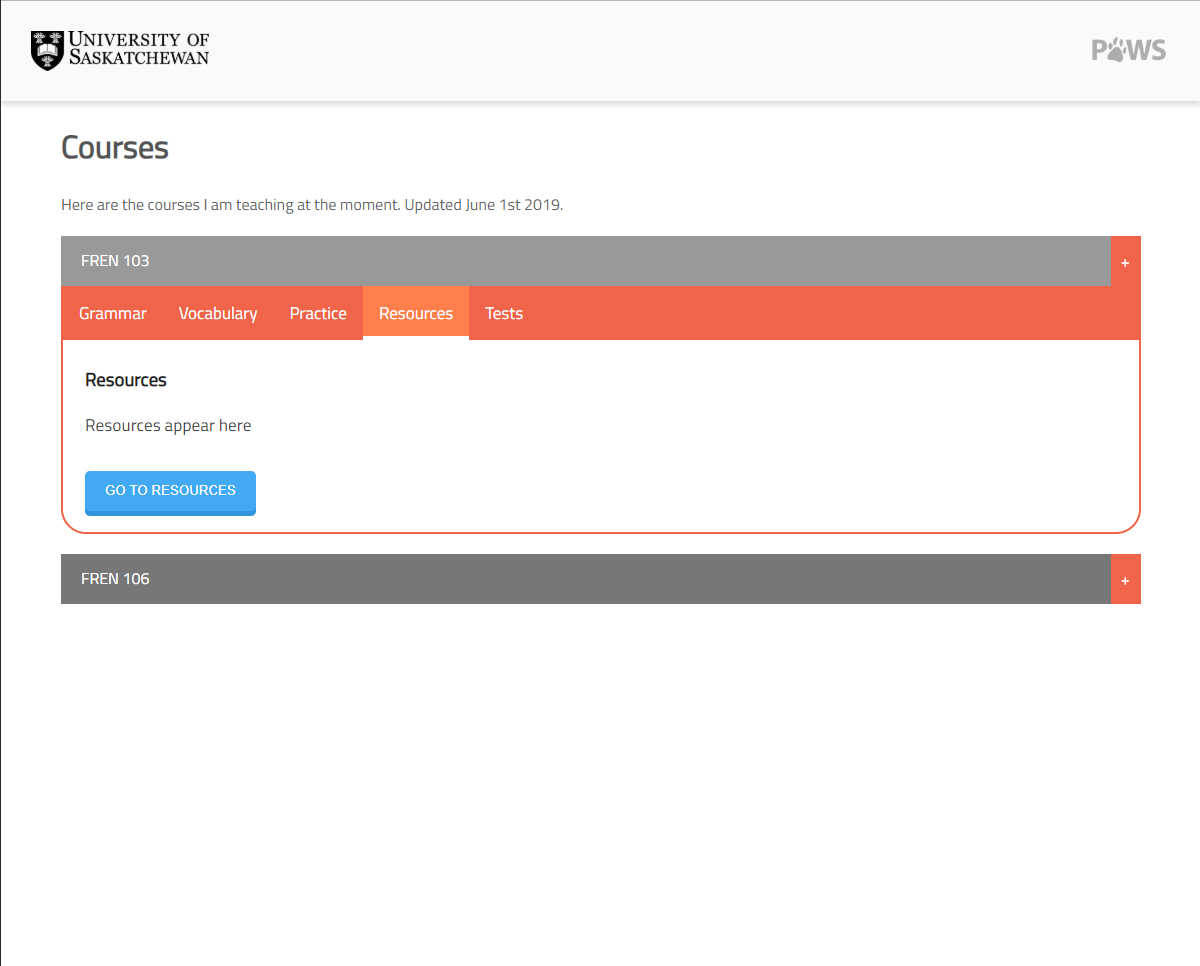 UNIVERSITY OF
SASKATCHEWAN
PAWS
Courses
Here are the courses I am teaching at the moment. Updated June 1st 2019.
FREN 103 +
Grammar Vocabulary Practice Resources Tests
Resources
Resources appear here
GO TO RESOURCES
FREN 106 +